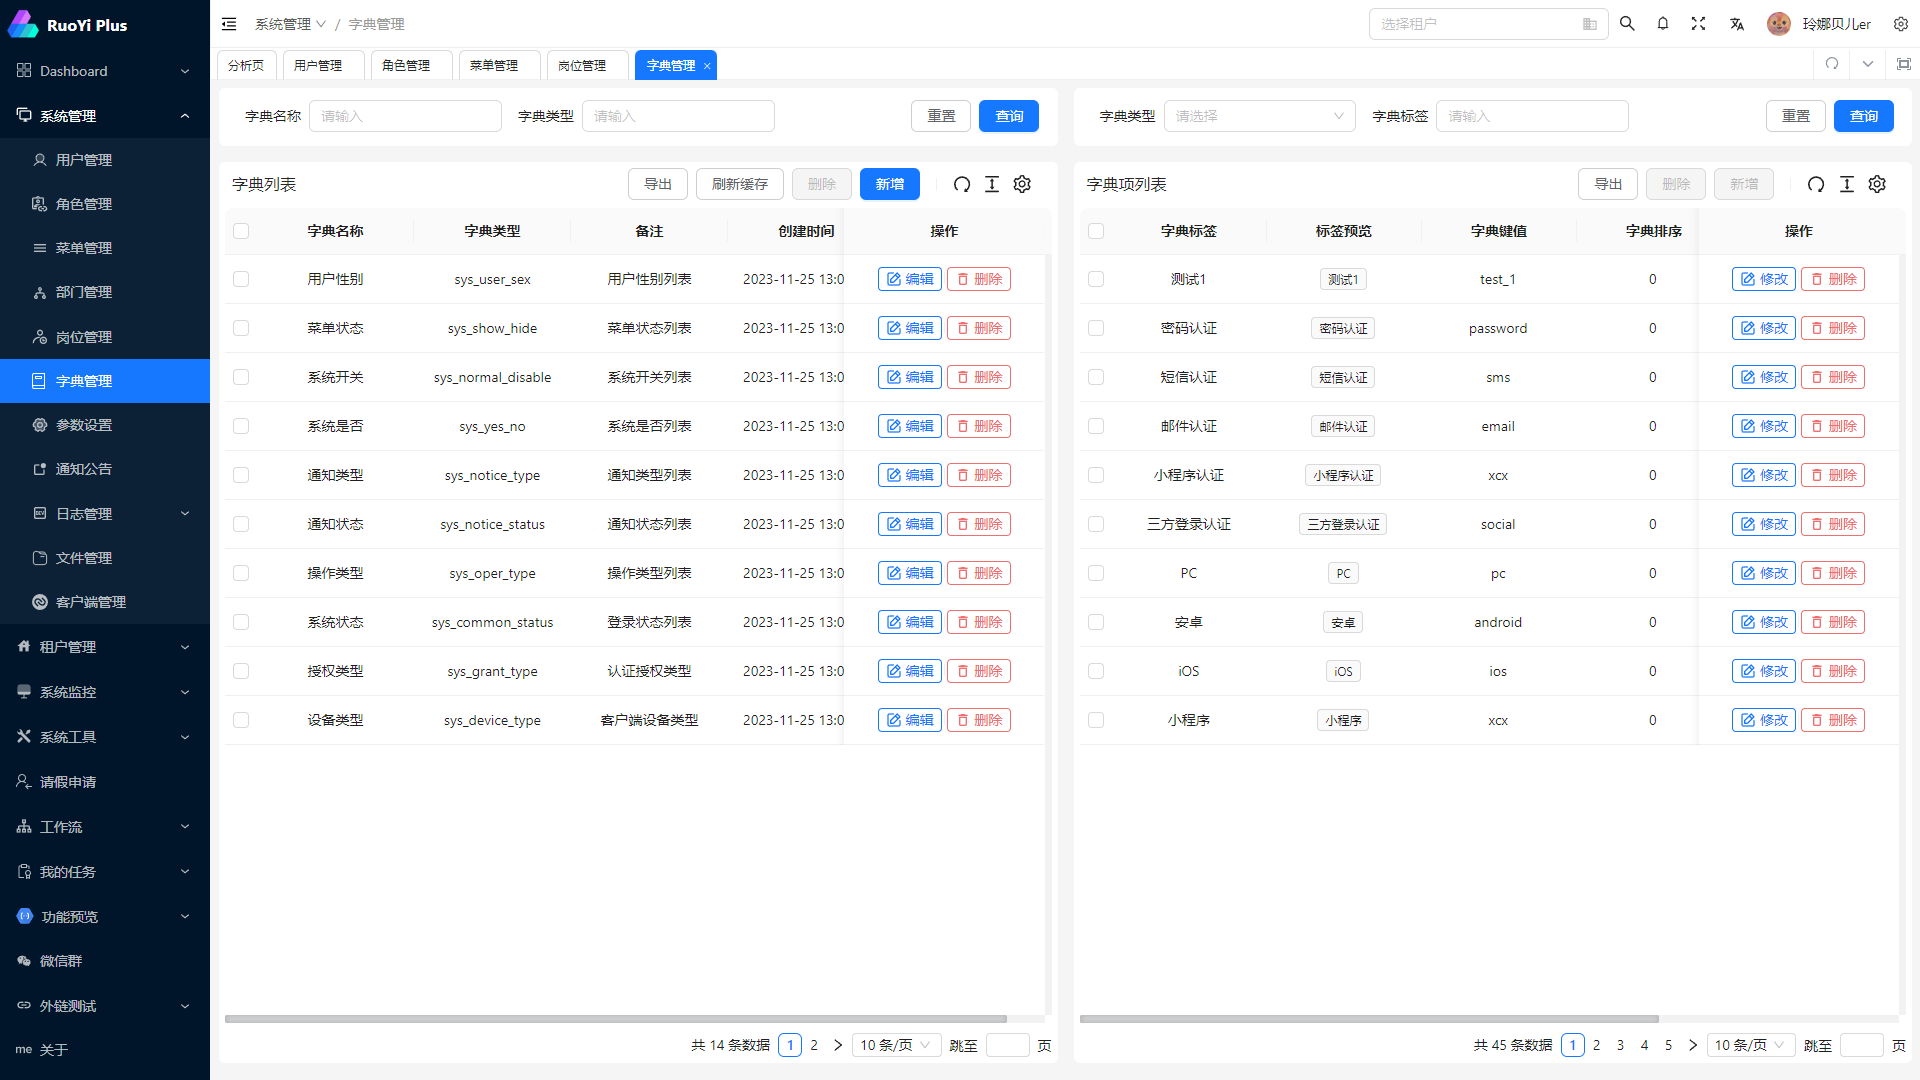 RuoYi Plus
Dashboard
系统管理
用户管理
角色管理
菜单管理
部门管理
岗位管理
字典管理
参数设置
通知公告
日志管理
文件管理
客户端管理
租户管理
系统监控
系统工具
请假申请
工作流
我的任务
功能预览
微信群
外链测试
me 关于
系统管理 / 字典管理
选择租户
玲娜贝儿er
分析页 用户管理 角色管理 菜单管理 岗位管理 字典管理 ×
字典名称 请输入 字典类型 请输入 重置 查询
字典列表 导出 刷新缓存 删除 新增
字典名称 字典类型 备注 创建时间 操作
用户性别 sys_user_sex 用户性别列表 2023-11-25 13:0 编辑 删除
菜单状态 sys_show_hide 菜单状态列表 2023-11-25 13:0 编辑 删除
系统开关 sys_normal_disable 系统开关列表 2023-11-25 13:0 编辑 删除
系统是否 sys_yes_no 系统是否列表 2023-11-25 13:0 编辑 删除
通知类型 sys_notice_type 通知类型列表 2023-11-25 13:0 编辑 删除
通知状态 sys_notice_status 通知状态列表 2023-11-25 13:0 编辑 删除
操作类型 sys_oper_type 操作类型列表 2023-11-25 13:0 编辑 删除
系统状态 sys_common_status 登录状态列表 2023-11-25 13:0 编辑 删除
授权类型 sys_grant_type 认证授权类型 2023-11-25 13:0 编辑 删除
设备类型 sys_device_type 客户端设备类型 2023-11-25 13:0 编辑 删除
共 14 条数据 1 2 10 条/页 跳至 页
字典类型 请选择 字典标签 请输入 重置 查询
字典项列表 导出 删除 新增
字典标签 标签预览 字典键值 字典排序 操作
测试1 测试1 test_1 0 修改 删除
密码认证 密码认证 password 0 修改 删除
短信认证 短信认证 sms 0 修改 删除
邮件认证 邮件认证 email 0 修改 删除
小程序认证 小程序认证 xcx 0 修改 删除
三方登录认证 三方登录认证 social 0 修改 删除
PC PC pc 0 修改 删除
安卓 安卓 android 0 修改 删除
iOS iOS ios 0 修改 删除
小程序 小程序 xcx 0 修改 删除
共 45 条数据 1 2 3 4 5 10 条/页 跳至 页